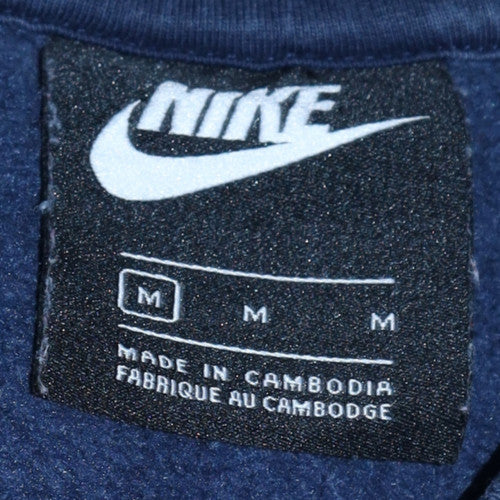 NIKE
M M M
MADE IN CAMBODIA
FABRIQUE AU CAMBODGE